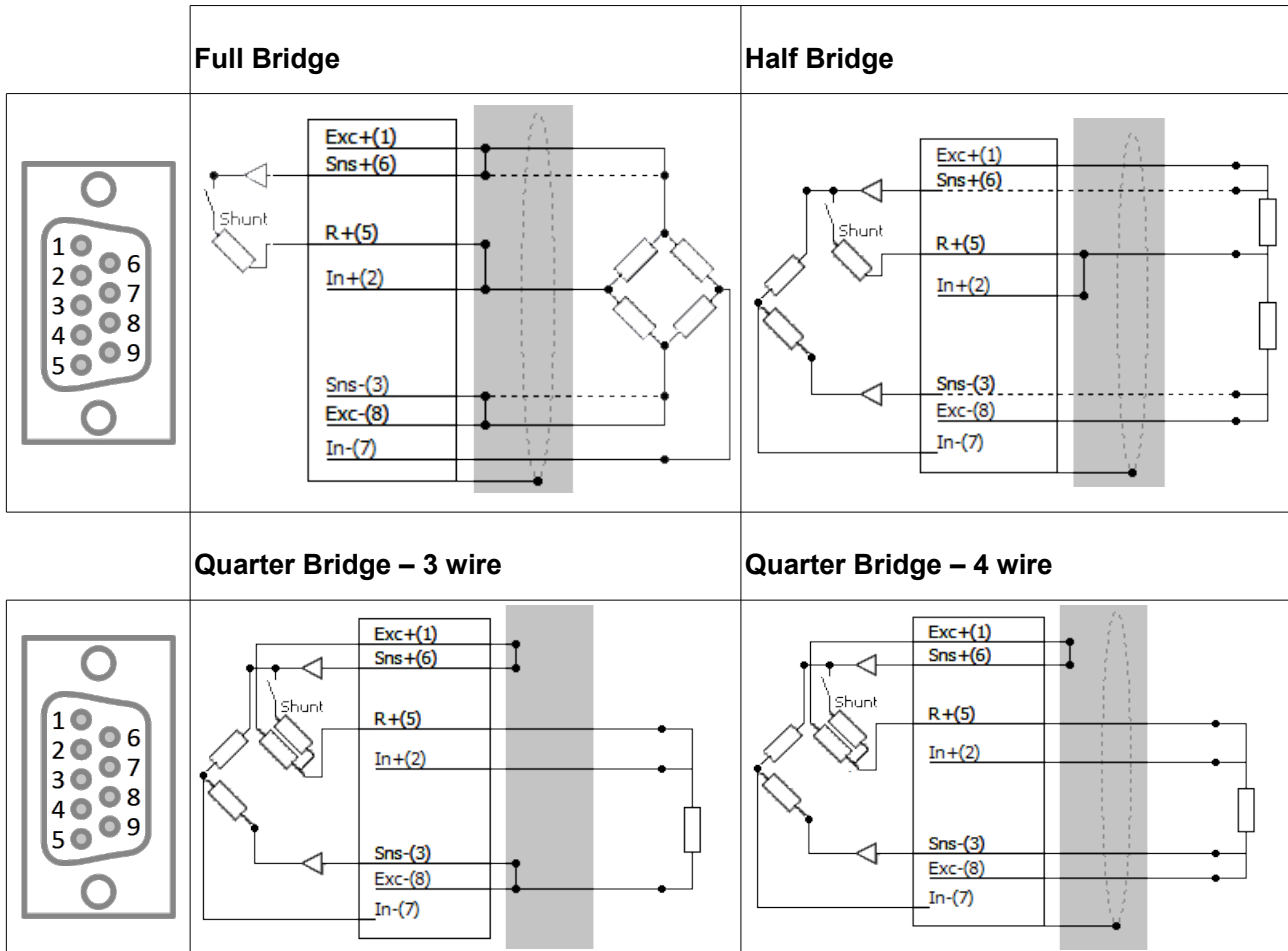 Full Bridge
Half Bridge
1
2
3
4
5
6
7
8
9
Exc+(1)
Sns+(6)
Shunt
R+(5)
In+(2)
Sns-(3)
Exc-(8)
In-(7)
Exc+(1)
Sns+(6)
Shunt
R+(5)
In+(2)
Sns-(3)
Exc-(8)
In-(7)
Quarter Bridge – 3 wire
Quarter Bridge – 4 wire
1
2
3
4
5
6
7
8
9
Exc+(1)
Sns+(6)
Shunt
R+(5)
In+(2)
Sns-(3)
Exc-(8)
In-(7)
Exc+(1)
Sns+(6)
Shunt
R+(5)
In+(2)
Sns-(3)
Exc-(8)
In-(7)